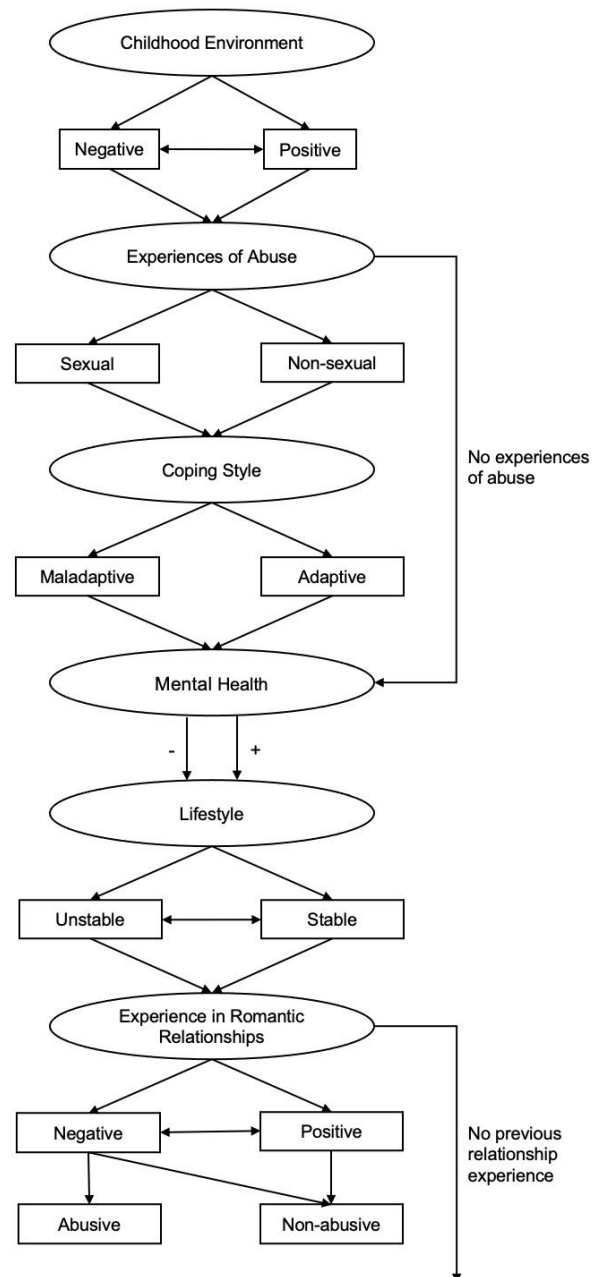 Childhood Environment
Negative
Positive
Experiences of Abuse
Sexual
Non-sexual
Coping Style
No experiences
of abuse
Maladaptive
Adaptive
Mental Health
-
+
Lifestyle
Unstable
Stable
Experience in Romantic
Relationships
Negative
Positive
No previous
relationship
experience
Abusive
Non-abusive